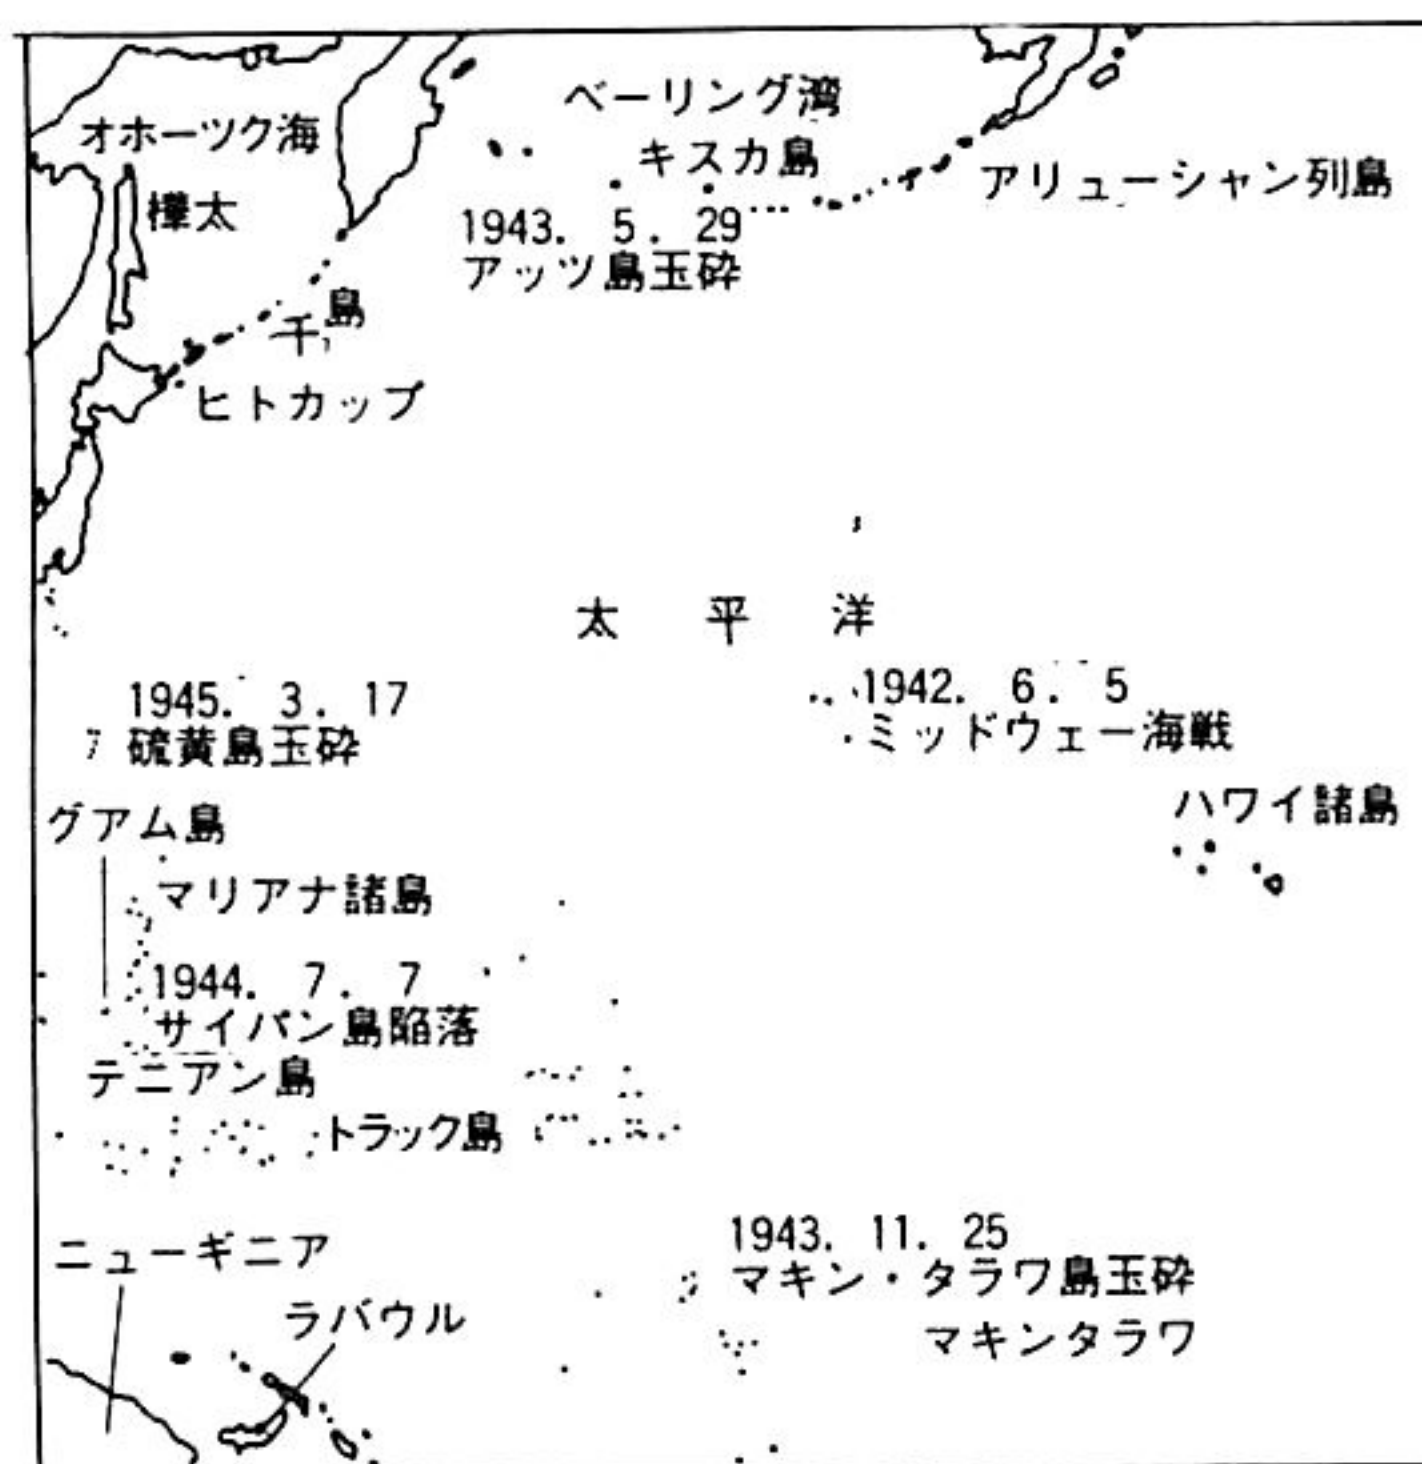 ベーリング湾
オホーツク海
キスカ島
アリューシャン列島
樺太
1943. 5. 29
アッツ島玉砕
千島
ヒトカップ
太平洋
1945. 3. 17
硫黄島玉砕
1942. 6. 5
ミッドウェー海戦
ハワイ諸島
グアム島
マリアナ諸島
1944. 7. 7
サイパン島陥落
テニアン島
トラック島
1943. 11. 25
マキン・タラワ島玉砕
マキンタラワ
ニューギニア
ラバウル